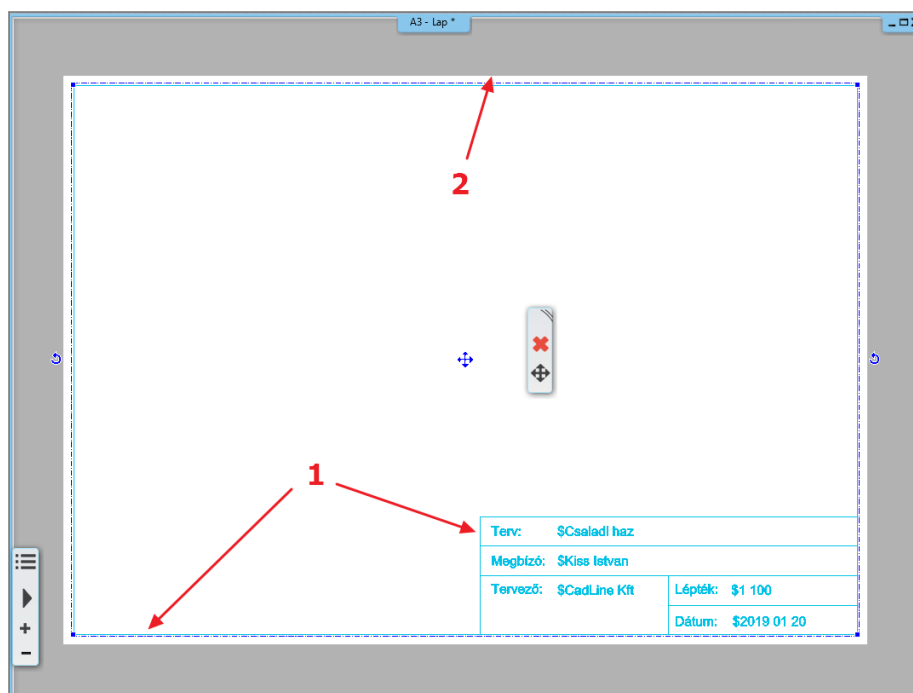 A3 - Lap *
2
1
Terv: $Csaladi haz
Megbízó: $Kiss Istvan
Tervező: $CadLine Kft
Lépték: $1 100
Dátum: $2019 01 20